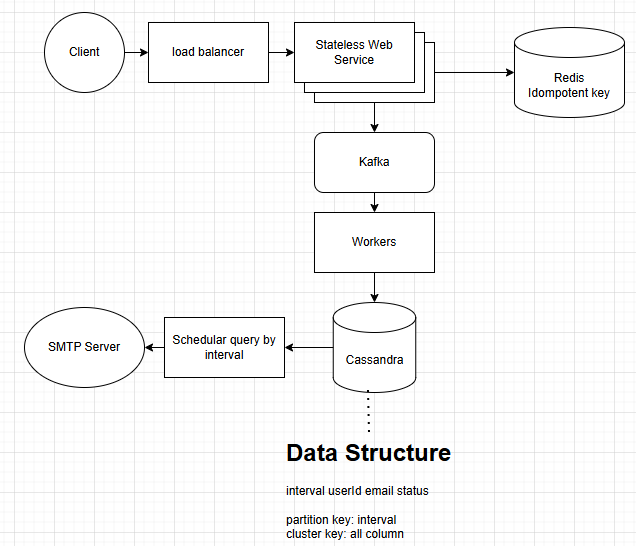 Client
load balancer
Stateless Web
Service
Redis
Idompotent key
Kafka
Workers
SMTP Server
Schedular query by
interval
Cassandra
Data Structure
interval userId email status
partition key: interval
cluster key: all column